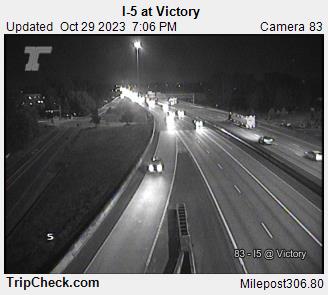 I-5 at Victory
Updated Oct 29 2023 7:06 PM Camera 83
T
S
83 - I5 @ Victory
TripCheck.com Milepost306.80